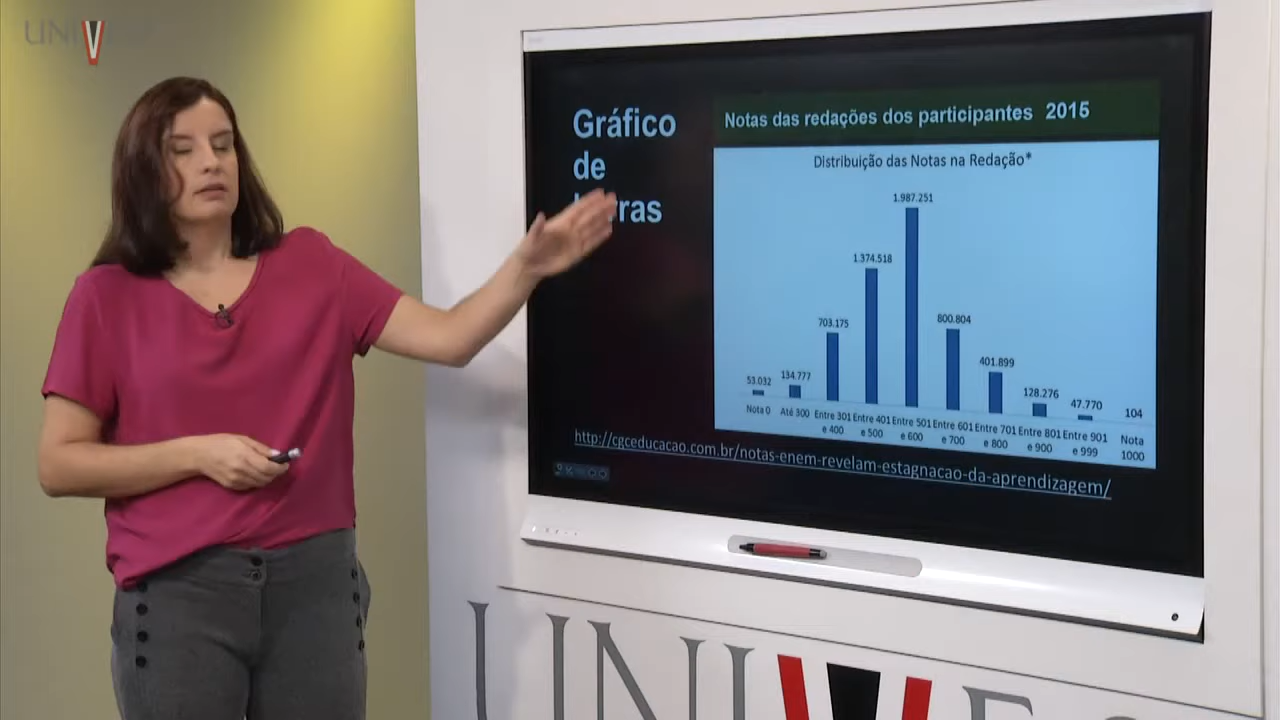 UNIV
Gráfico
de
Notas das redações dos participantes 2015
Distribuição das Notas na Redação*
53.032
134.777
703.175
1.374.518
1.987.251
800.804
401.899
128.276
47.770
104
Nota 0
Até 300
Entre 301
e 400
Entre 401
e 500
Entre 501
e 600
Entre 601
e 700
Entre 701
e 800
Entre 801
e 900
Entre 901
e 999
Nota
1000
http://cgceducacao.com.br/notas-enem-revelam-estagnacao-da-aprendizagem/